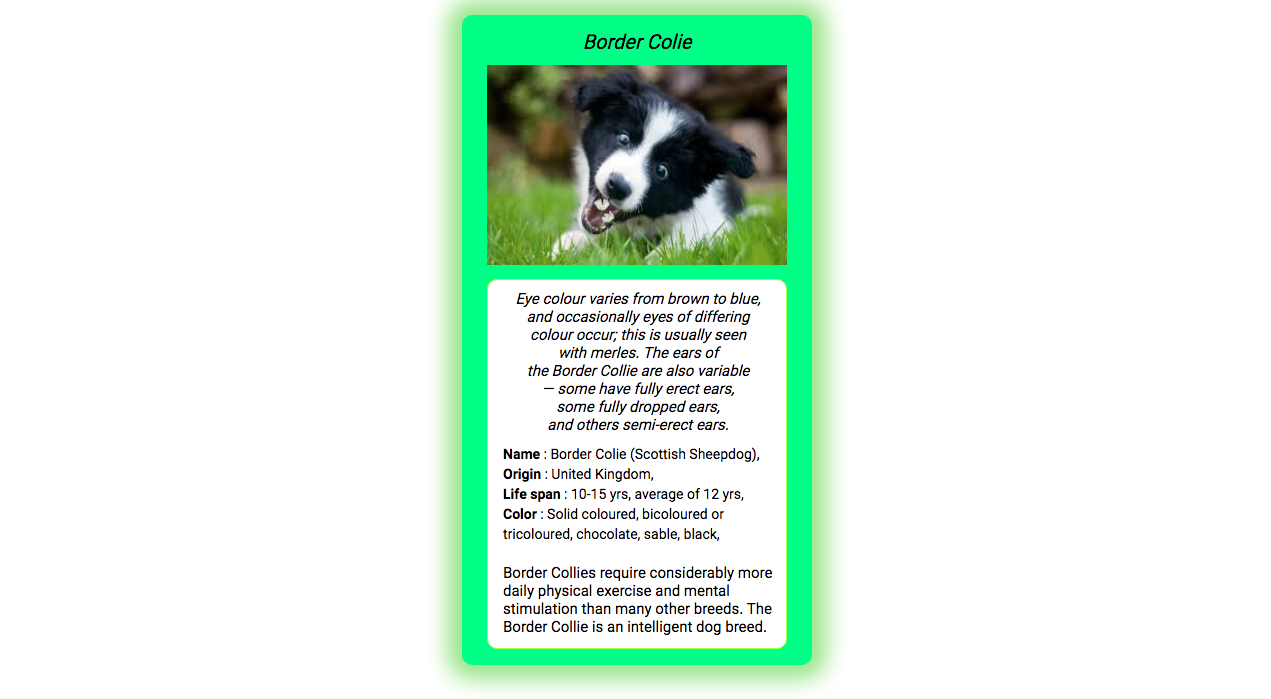 Border Colie
Eye colour varies from brown to blue,
and occasionally eyes of differing
colour occur; this is usually seen
with merles. The ears of
the Border Collie are also variable
— some have fully erect ears,
some fully dropped ears,
and others semi-erect ears.
Name : Border Colie (Scottish Sheepdog),
Origin : United Kingdom,
Life span : 10-15 yrs, average of 12 yrs,
Color : Solid coloured, bicoloured or
tricoloured, chocolate, sable, black,
Border Collies require considerably more
daily physical exercise and mental
stimulation than many other breeds. The
Border Collie is an intelligent dog breed.